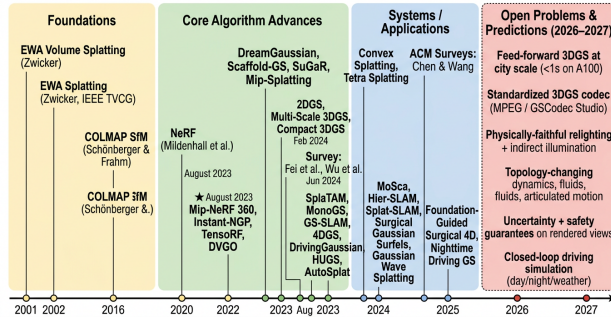 Foundations
EWA Volume Splatting
(Zwicker)
EWA Splatting
(Zwicker, IEEE TVCG)
COLMAP SfM
(Schönberger &
Frahm)
COLMAP SfM
(Schönberger &.)
Core Algorithm Advances
DreamGaussian,
Scaffold-GS, SuGaR,
Mip-Splatting
2DGS,
Multi-Scale 3DGS,
Compact 3DGS
Feb 2024
NeRF
(Mildenhall et al.)
August 2023
Survey:
Fei et al., Wu et al.
Jun 2024
★ August 2023
Mip-NeRF 360,
Instant-NGP,
TensoRF,
DVGO
SplaTAM,
MonoGS,
GS-SLAM,
4DGS,
DrivingGaussian,
HUGS,
AutoSplat
Systems /
Applications
Convex
Splatting,
Tetra Splatting
ACM Surveys:
Chen & Wang
MoSca,
Hier-SLAM,
Splat-SLAM,
Surgical
Gaussian
Surfels,
Gaussian
Wave
Splatting
Foundation-
Guided
Surgical 4D,
Nighttime
Driving GS
Open Problems &
Predictions (2026–2027)
Feed-forward 3DGS at
city scale (<1s on A100)
Standardized 3DGS codec
(MPEG / GSCodec Studio)
Physically-faithful relighting
+ indirect illumination
Topology-changing
dynamics, fluids,
fluids, articulated motion
Uncertainty + safety
guarantees on rendered views
Closed-loop driving
simulation
(day/night/weather)
2001 2002 2016 2020 2022 2023 Aug 2023 2024 2025 2026 2027